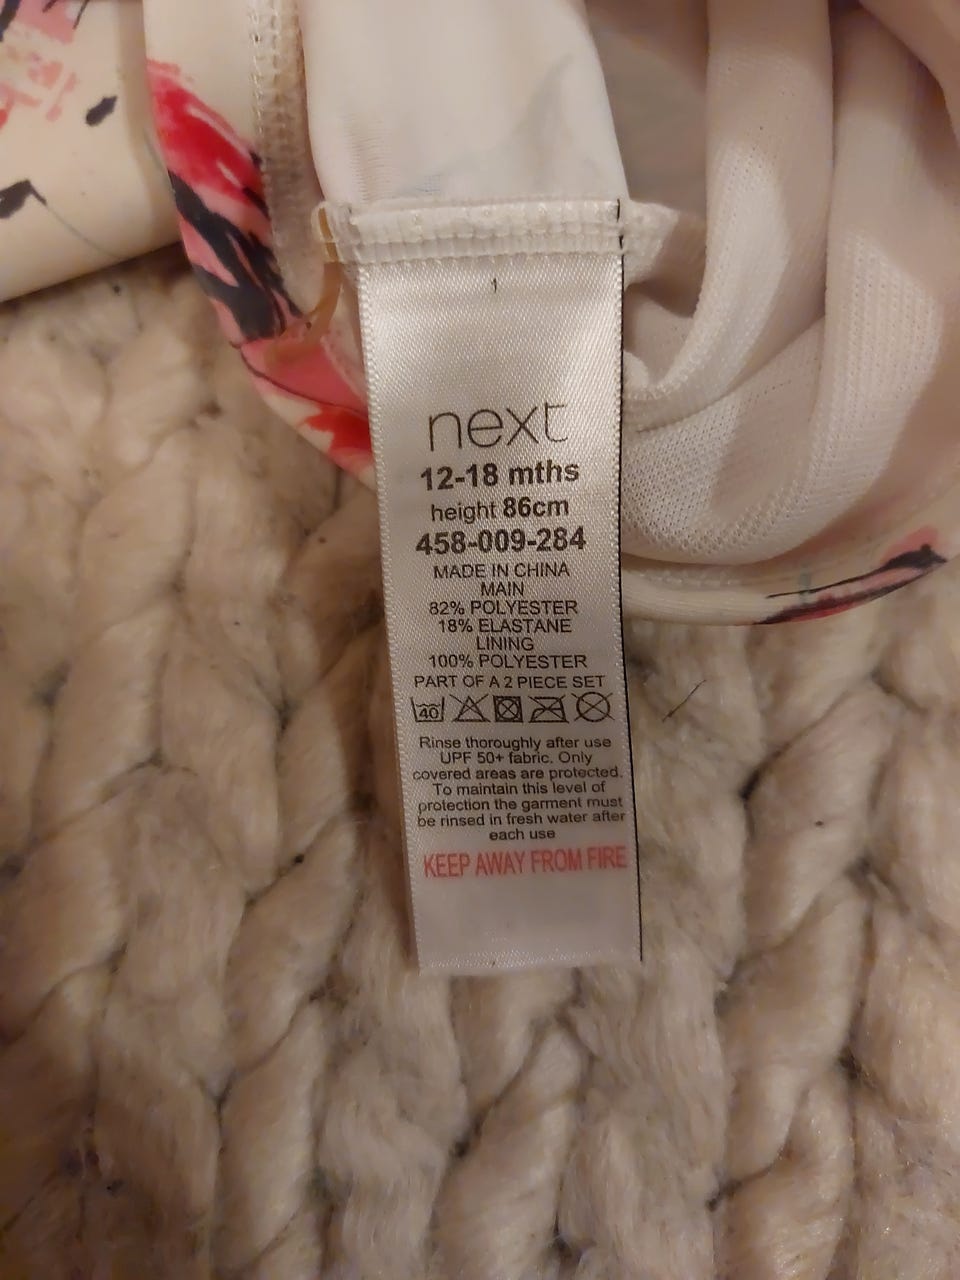 next
12-18 mths
height 86cm
458-009-284
MADE IN CHINA
MAIN
82% POLYESTER
18% ELASTANE
LINING
100% POLYESTER
PART OF A 2 PIECE SET
40
Rinse thoroughly after use
UPF 50+ fabric. Only
covered areas are protected.
To maintain this level of
protection the garment must
be rinsed in fresh water after
each use
KEEP AWAY FROM FIRE